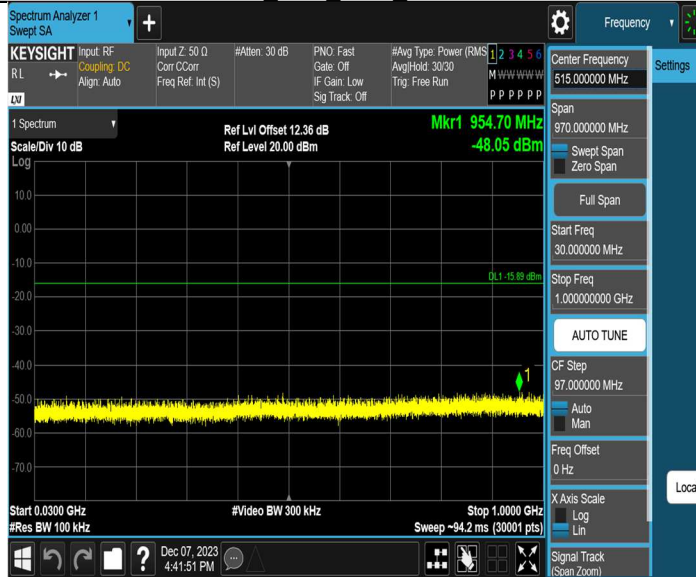 Spectrum Analyzer 1
Swept SA
Frequency
KEYSIGHT
RL
LXI
Input: RF
Coupling: DC
Align: Auto
Input Z: 50 Ω
Corr CCorr
Freq Ref: Int (S)
#Atten: 30 dB
PNO: Fast
Gate: Off
IF Gain: Low
Sig Track: Off
#Avg Type: Power (RMS
Avg|Hold: 30/30
Trig: Free Run
1 2 3 4 5 6
M W W W W W
P P P P P P
1 Spectrum
Scale/Div 10 dB
Log
Ref Lvl Offset 12.36 dB
Ref Level 20.00 dBm
Mkr1 954.70 MHz
-48.05 dBm
10.0
0.00
-10.0
DL1 -15.89 dBm
-20.0
-30.0
-40.0
1
-50.0
-60.0
-70.0
Start 0.0300 GHz
#Res BW 100 kHz
#Video BW 300 kHz
Stop 1.0000 GHz
Sweep ~94.2 ms (30001 pts)
?
Dec 07, 2023
4:41:51 PM
Center Frequency
515.000000 MHz
Span
970.000000 MHz
Swept Span
Zero Span
Full Span
Start Freq
30.000000 MHz
Stop Freq
1.000000000 GHz
AUTO TUNE
CF Step
97.000000 MHz
Auto
Man
Freq Offset
0 Hz
X Axis Scale
Log
Lin
Signal Track
(Span Zoom)
Settings
Loca